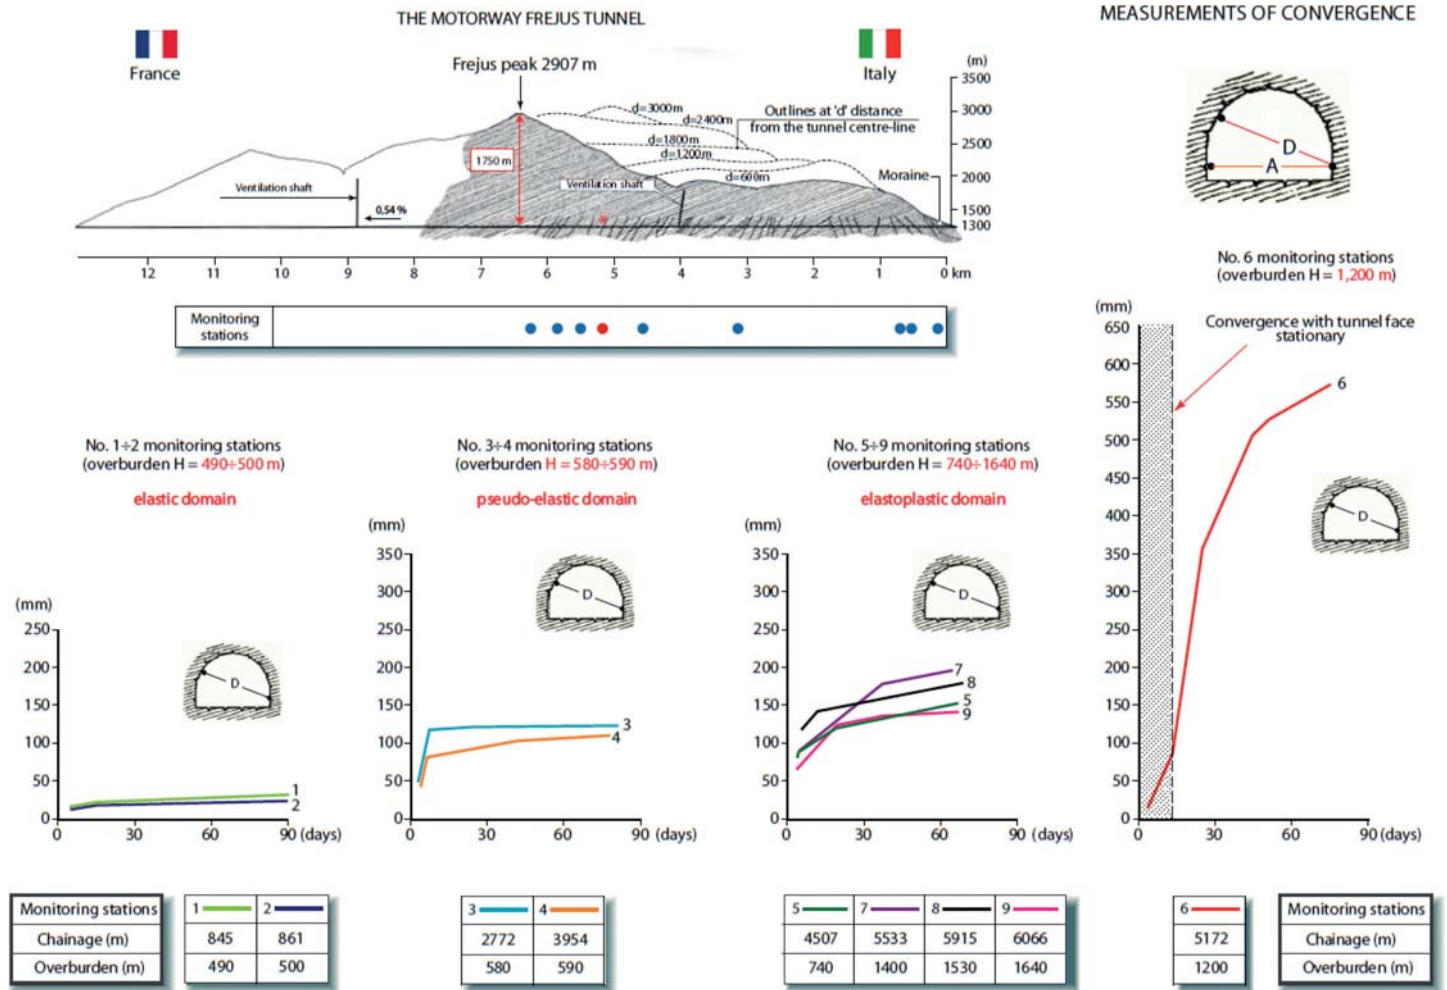 THE MOTORWAY FREJUS TUNNEL
MEASUREMENTS OF CONVERGENCE
France
Frejus peak 2907 m
Italy
(m)
3500
3000
2500
2000
1500
1300
d=3000m
d=2400m
d=1800m
d=1200m
d=600m
Outlines at 'd' distance
from the tunnel centre-line
1750 m
Ventilation shaft
0,54 %
Ventilation shaft
Moraine
12 11 10 9 8 7 6 5 4 3 2 1 0 km
Monitoring
stations
D
A
No. 6 monitoring stations
(overburden H = 1,200 m)
(mm)
650
600
550
500
450
400
350
300
250
200
150
100
50
0
Convergence with tunnel face
stationary
6
D
30 60 90 (days)
0
No. 1÷2 monitoring stations
(overburden H = 490÷500 m)
elastic domain
(mm)
250
200
150
100
50
0
D
1
2
0 30 60 90 (days)
No. 3÷4 monitoring stations
(overburden H = 580÷590 m)
pseudo-elastic domain
(mm)
350
300
250
200
150
100
50
0
D
3
4
0 30 60 90 (days)
No. 5÷9 monitoring stations
(overburden H = 740÷1640 m)
elastoplastic domain
(mm)
350
300
250
200
150
100
50
0
D
7
8
5
9
0 30 60 90 (days)
Monitoring stations
Chainage (m)
Overburden (m)
1 2
845 861
490 500
3 4
2772 3954
580 590
5 7 8 9
4507 5533 5915 6066
740 1400 1530 1640
6
5172
1200
Monitoring stations
Chainage (m)
Overburden (m)